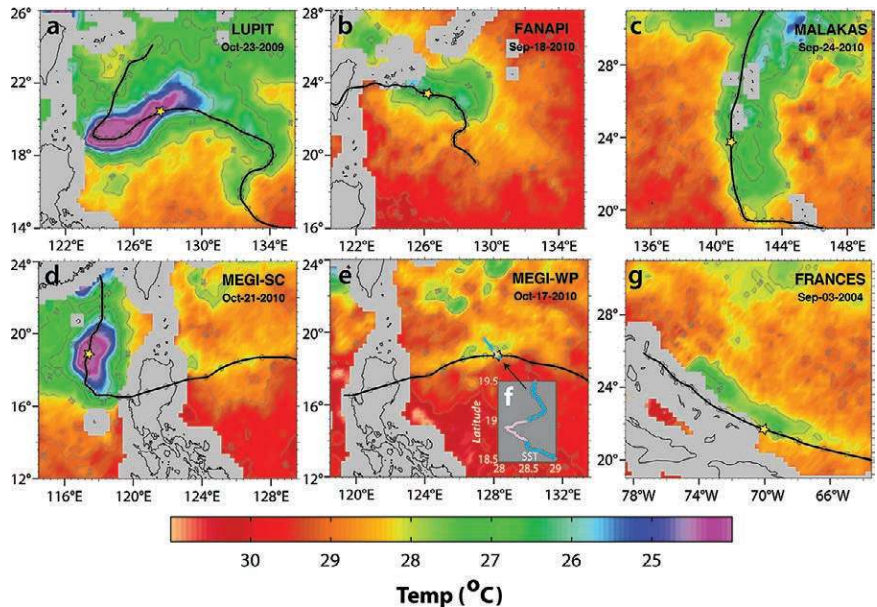 a LUPIT
Oct-23-2009
b FANAPI
Sep-18-2010
c MALAKAS
Sep-24-2010
26°
22°
18°
14°
122°E 126°E 130°E 134°E
28°
24°
20°
16°
122°E 126°E 130°E 134°E
28°
24°
20°
136°E 140°E 144°E 148°E
d MEGI-SC
Oct-21-2010
e MEGI-WP
Oct-17-2010
g FRANCES
Sep-03-2004
24°
20°
16°
12°
116°E 120°E 124°E 128°E
24°
20°
16°
12°
120°E 124°E 128°E 132°E
f
19.5
19
18.5
Latitude
28 28.5 29
SST
28°
24°
20°
78°W 74°W 70°W 66°W
30 29 28 27 26 25
Temp (°C)